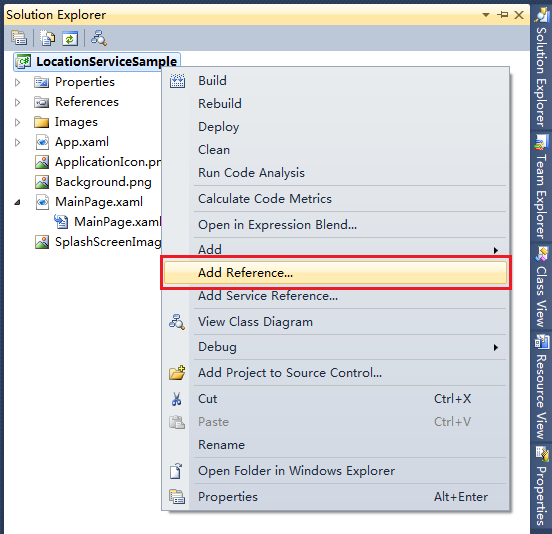 Solution Explorer
LocationServiceSample
Properties
References
Images
App.xaml
ApplicationIcon.pn
Background.png
MainPage.xaml
MainPage.xaml
SplashScreenImag
Build
Rebuild
Deploy
Clean
Run Code Analysis
Calculate Code Metrics
Open in Expression Blend...
Add
Add Reference...
Add Service Reference...
View Class Diagram
Debug
Add Project to Source Control...
Cut Ctrl+X
Paste Ctrl+V
Rename
Open Folder in Windows Explorer
Properties Alt+Enter
Solution Explorer
Team Explorer
Class View
Resource View
Properties